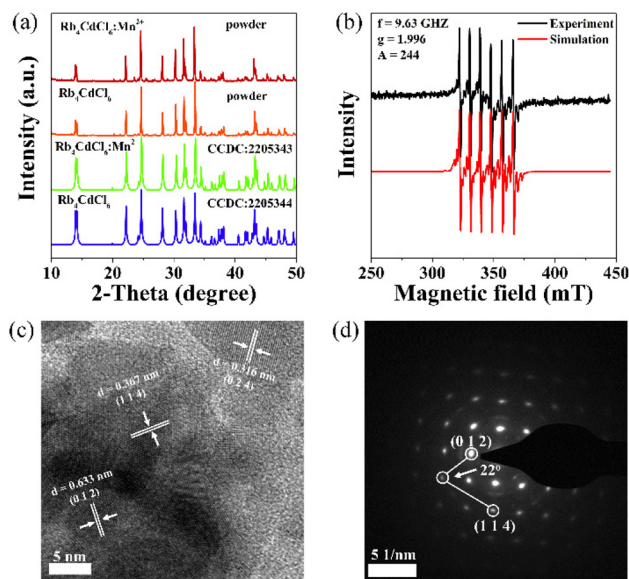 (a)
Rb₄CdCl₆:Mn²⁺ powder
Rb₄CdCl₆ powder
Rb₄CdCl₆:Mn² CCDC:2205343
Rb₄CdCl₆ CCDC:2205344
Intensity (a.u.)
10 20 30 40 50
2-Theta (degree)
(b)
f = 9.63 GHZ
g = 1.996
A = 244
Experiment
Simulation
Intensity
250 300 350 400 450
Magnetic field (mT)
(c)
d = 0.316 nm
(0 2 4)
d = 0.367 nm
(1 1 4)
d = 0.633 nm
(0 1 2)
5 nm
(d)
(0 1 2)
22°
(1 1 4)
5 1/nm